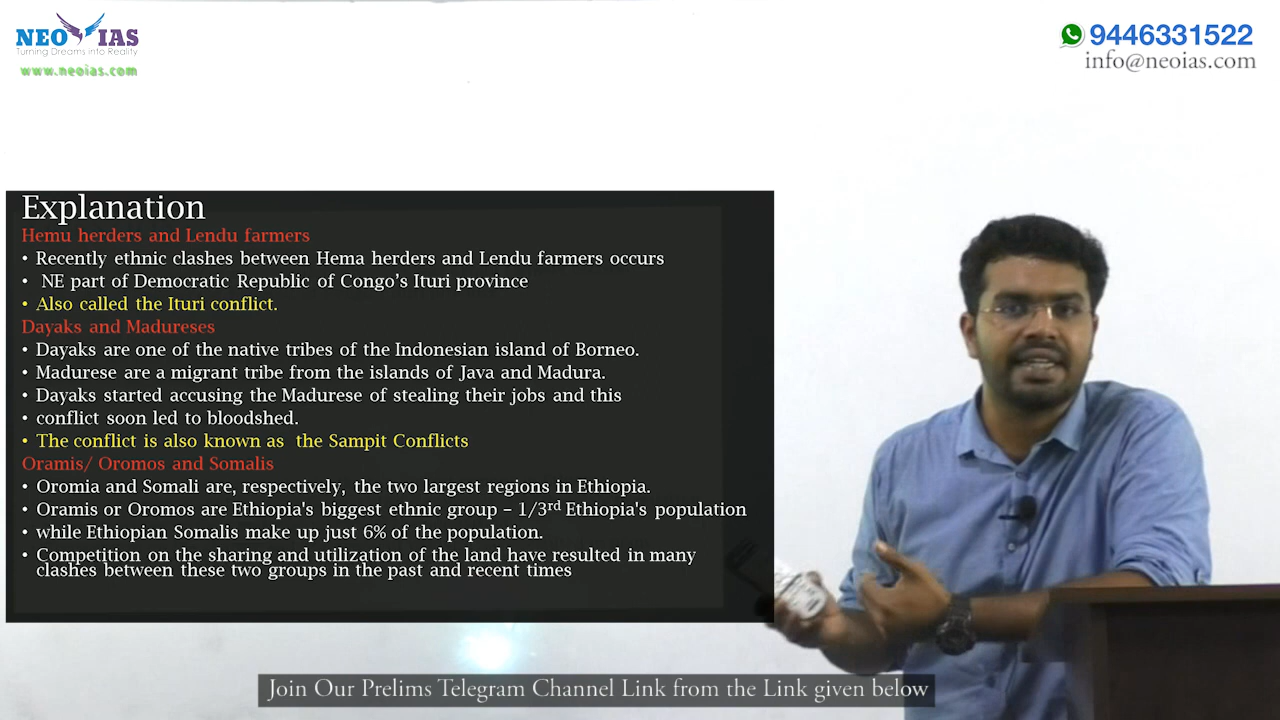 NEO IAS
Turning Dreams into Reality
www.neoias.com
9446331522
info@neoias.com
Explanation
Hemu herders and Lendu farmers
• Recently ethnic clashes between Hema herders and Lendu farmers occurs
• NE part of Democratic Republic of Congo's Ituri province
• Also called the Ituri conflict.
Dayaks and Madureses
• Dayaks are one of the native tribes of the Indonesian island of Borneo.
• Madurese are a migrant tribe from the islands of Java and Madura.
• Dayaks started accusing the Madurese of stealing their jobs and this
• conflict soon led to bloodshed.
• The conflict is also known as the Sampit Conflicts
Oramis/ Oromos and Somalis
• Oromia and Somali are, respectively, the two largest regions in Ethiopia.
• Oramis or Oromos are Ethiopia's biggest ethnic group – 1/3rd Ethiopia's population
• while Ethiopian Somalis make up just 6% of the population.
• Competition on the sharing and utilization of the land have resulted in many
clashes between these two groups in the past and recent times
Join Our Prelims Telegram Channel Link from the Link given below